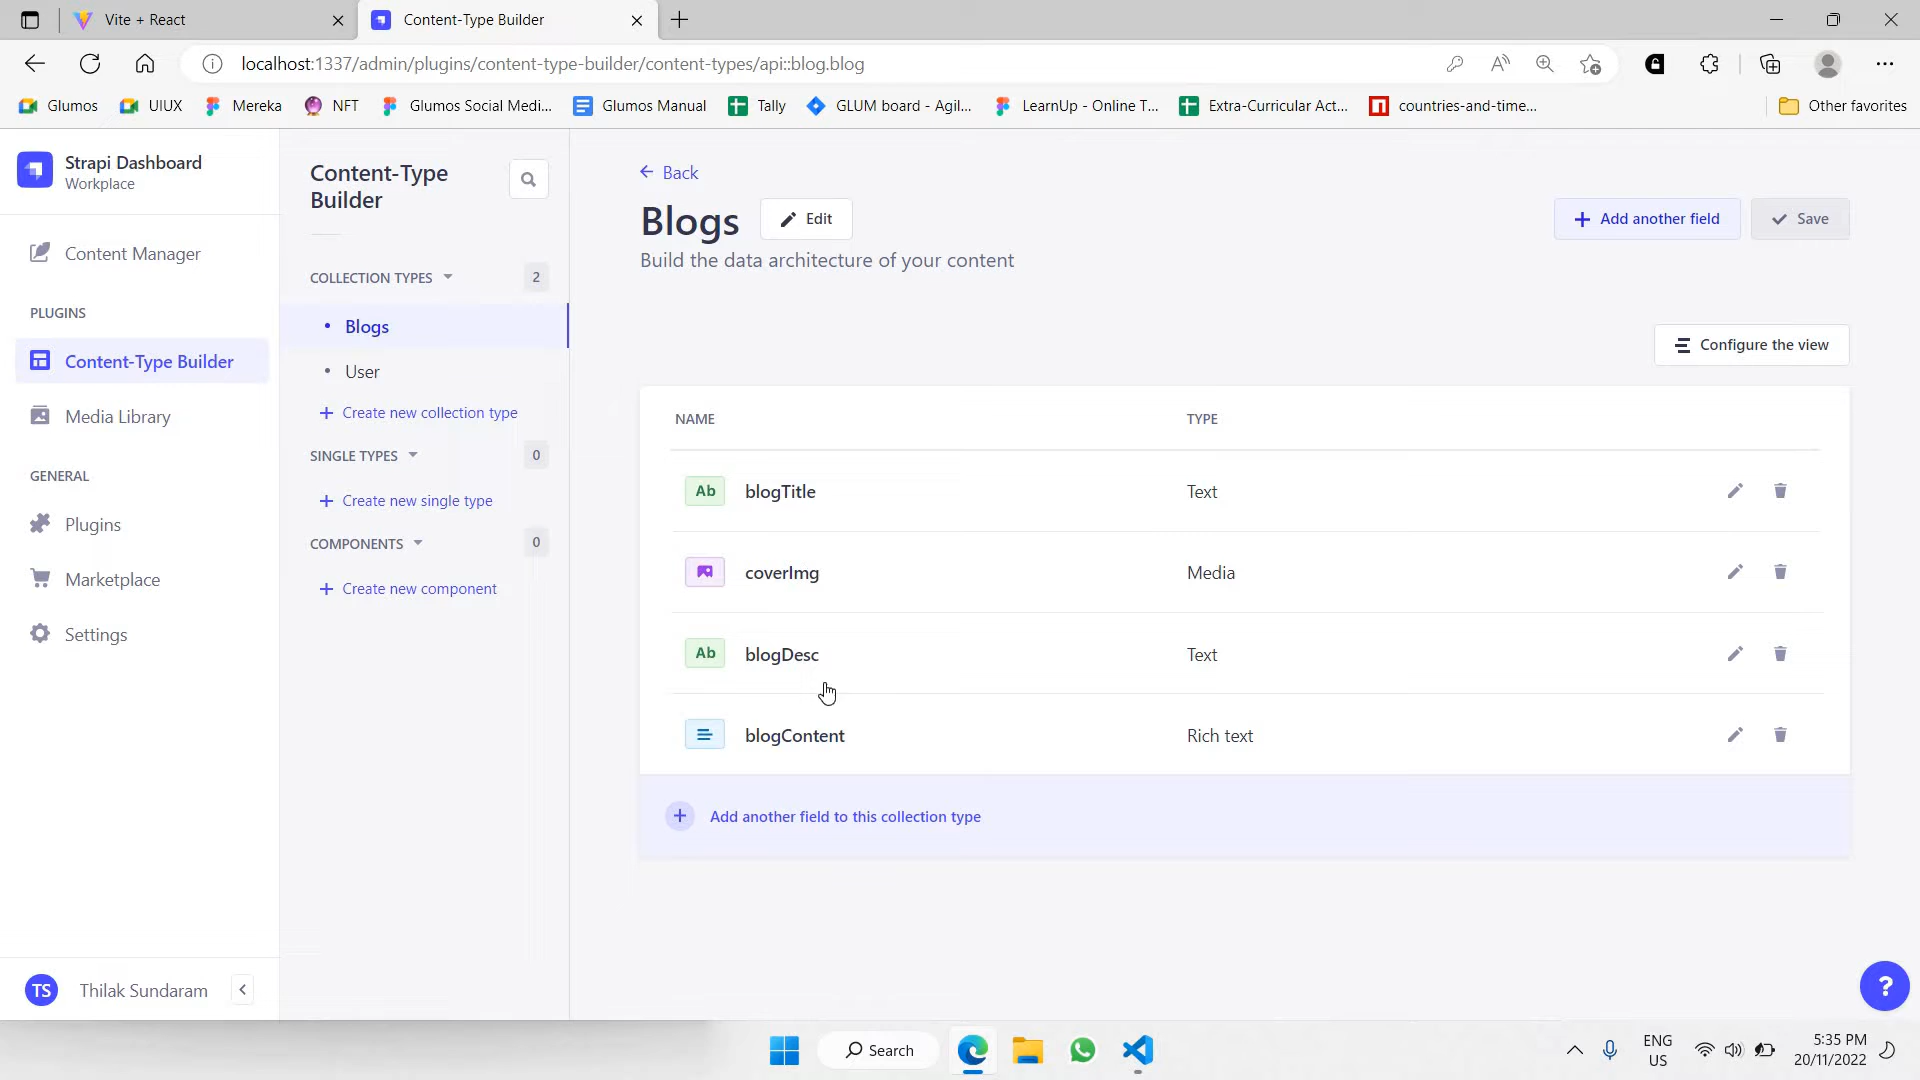 Vite + React
Content-Type Builder
localhost:1337/admin/plugins/content-type-builder/content-types/api::blog.blog
Glumos
UIUX
Mereka
NFT
Glumos Social Medi...
Glumos Manual
Tally
GLUM board - Agil...
LearnUp - Online T...
Extra-Curricular Act...
countries-and-time...
Other favorites
Strapi Dashboard
Workplace
Content Manager
PLUGINS
Content-Type Builder
Media Library
GENERAL
Plugins
Marketplace
Settings
TS
Thilak Sundaram
Content-Type
Builder
COLLECTION TYPES
2
Blogs
User
Create new collection type
SINGLE TYPES
0
Create new single type
COMPONENTS
0
Create new component
Back
Blogs
Edit
Add another field
Save
Build the data architecture of your content
Configure the view
NAME
TYPE
Ab
blogTitle
Text
coverImg
Media
Ab
blogDesc
Text
blogContent
Rich text
Add another field to this collection type
?
Search
ENG
US
5:35 PM
20/11/2022